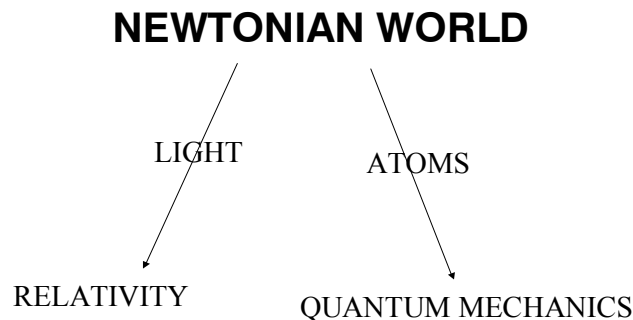 NEWTONIAN WORLD
LIGHT
ATOMS
RELATIVITY
QUANTUM MECHANICS